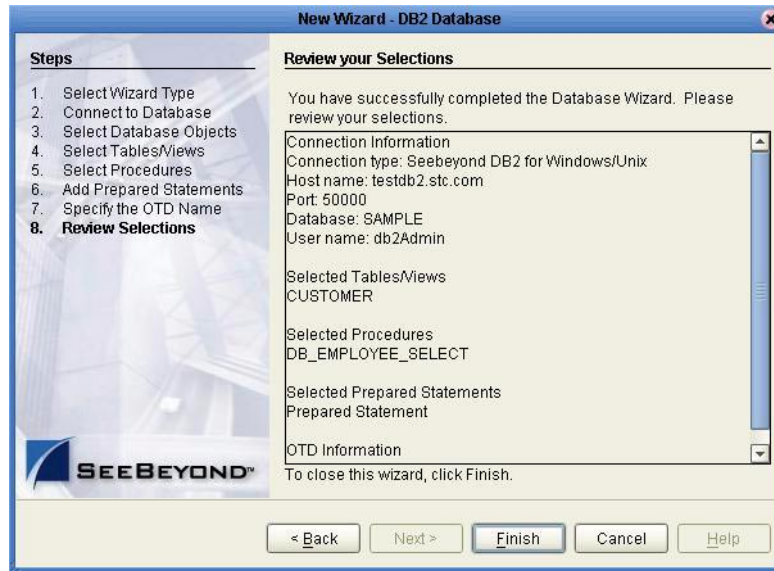 New Wizard - DB2 Database
Steps
1. Select Wizard Type
2. Connect to Database
3. Select Database Objects
4. Select Tables/Views
5. Select Procedures
6. Add Prepared Statements
7. Specify the OTD Name
8. Review Selections
SEEBEYOND™
Review your Selections
You have successfully completed the Database Wizard. Please
review your selections.
Connection Information
Connection type: Seebeyond DB2 for Windows/Unix
Host name: testdb2.stc.com
Port: 50000
Database: SAMPLE
User name: db2Admin
Selected Tables/Views
CUSTOMER
Selected Procedures
DB_EMPLOYEE_SELECT
Selected Prepared Statements
Prepared Statement
OTD Information
To close this wizard, click Finish.
< Back
Next >
Finish
Cancel
Help